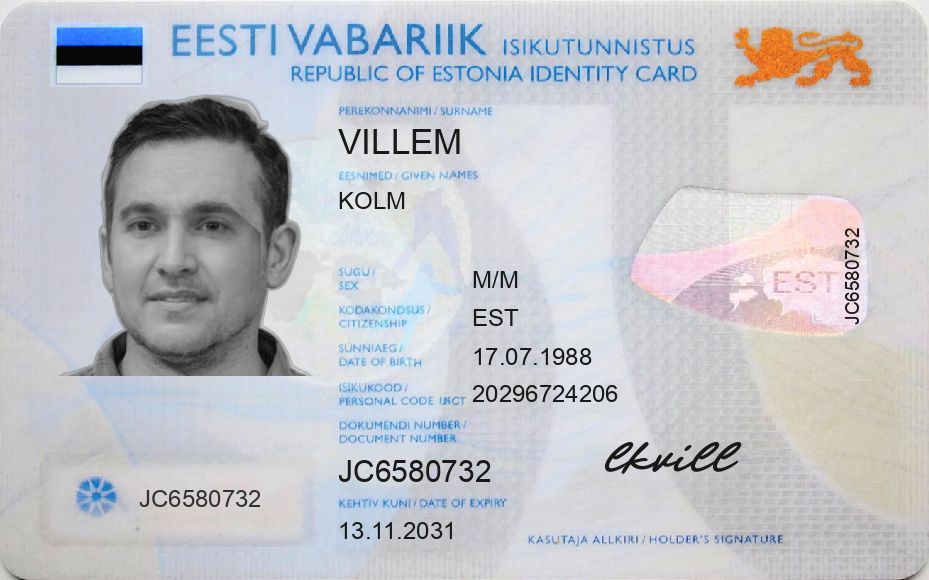 EESTI VABARIIK ISIKUTUNNISTUS
REPUBLIC OF ESTONIA IDENTITY CARD
PEREKONNANIMI / SURNAME
VILLEM
EESNIMED / GIVEN NAMES
KOLM
SUGU /
SEX
M/M
KODAKONDSUS /
CITIZENSHIP
EST
SÜNNIAEG /
DATE OF BIRTH
17.07.1988
ISIKUKOOD /
PERSONAL CODE
20296724206
DOKUMENDI NUMBER /
DOCUMENT NUMBER
JC6580732
KEHTIV KUNI / DATE OF EXPIRY
13.11.2031
JC6580732
EST
JC6580732
lkvill
KASUTAJA ALLKIRI / HOLDER'S SIGNATURE